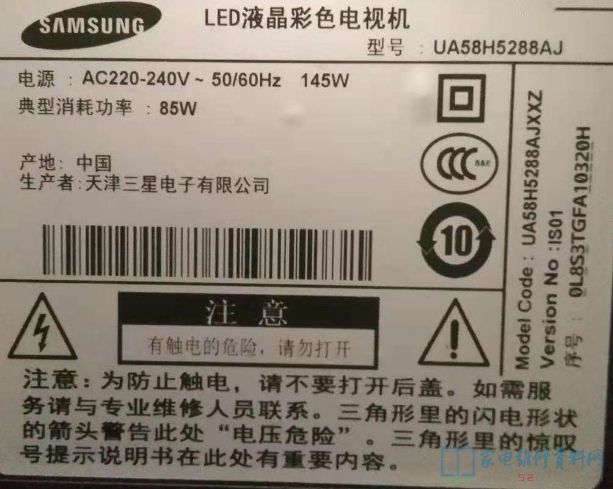 SAMSUNG
LED液晶彩色电视机
型号：UA58H5288AJ
电源：AC220-240V ~ 50/60Hz 145W
典型消耗功率：85W
产地：中国
生产者:天津三星电子有限公司
CCC
S&E
10
Model Code : UA58H5288AJXXZ
Version No :IS01
序号：0L8S3TGFA10320H
注意
有触电的危险，请勿打开
注意：为防止触电，请不要打开后盖。如需服
务请与专业维修人员联系。三角形里的闪电形状
的箭头警告此处“电压危险”。三角形里的惊叹
号提示说明书在此处有重要内容。
家电维修资料网
52